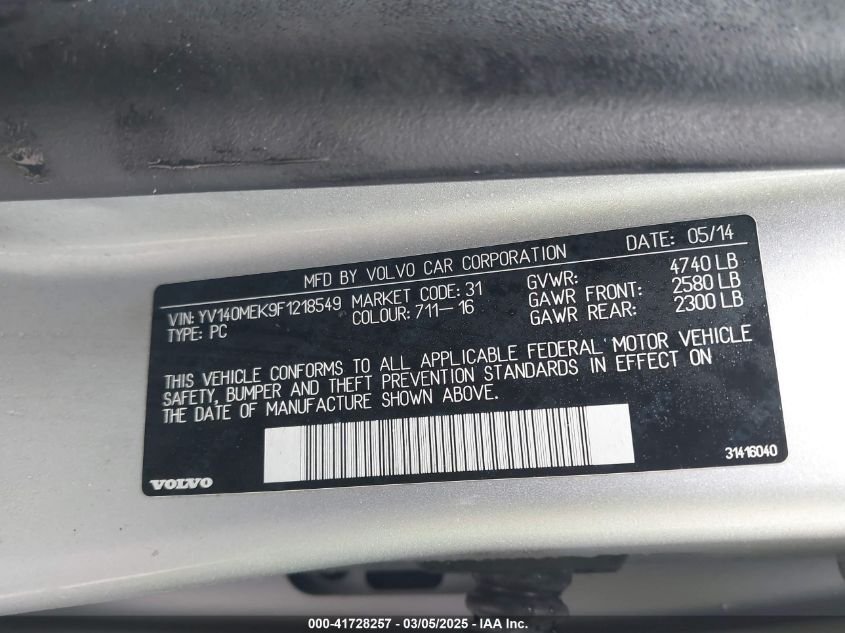 MFD BY VOLVO CAR CORPORATION DATE: 05/14
VIN: YV140MEK9F1218549 MARKET CODE: 31 GVWR: 4740 LB
TYPE: PC COLOUR: 711-16 GAWR FRONT: 2580 LB
GAWR REAR: 2300 LB
THIS VEHICLE CONFORMS TO ALL APPLICABLE FEDERAL MOTOR VEHICLE
SAFETY, BUMPER AND THEFT PREVENTION STANDARDS IN EFFECT ON
THE DATE OF MANUFACTURE SHOWN ABOVE.
31416040
VOLVO
000-41728257 - 03/05/2025 - IAA Inc.